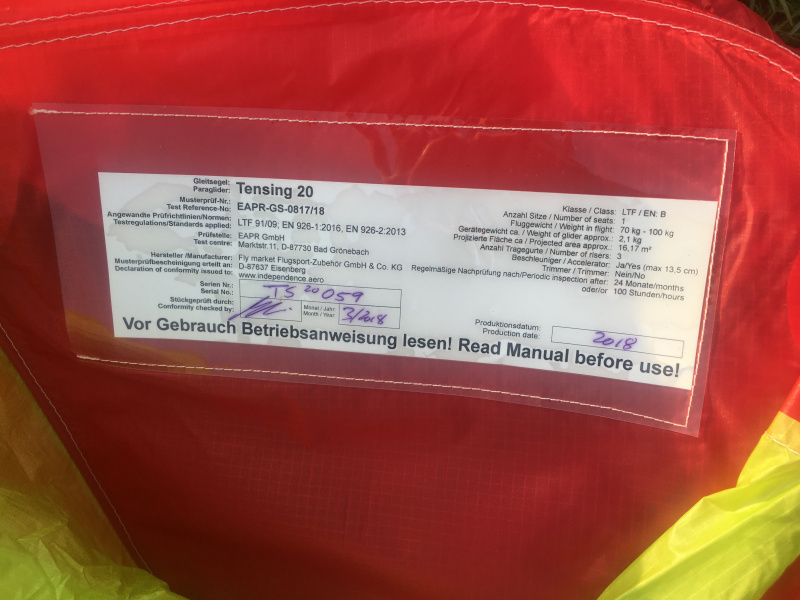 Gleitsegel:
Paraglider: Tensing 20
Musterprüf-Nr.:
Test Reference-No: EAPR-GS-0817/18
Angewandte Prüfrichtlinien/Normen:
Testregulations/Standards applied: LTF 91/09; EN 926-1:2016, EN 926-2:2013
Prüfstelle: EAPR GmbH
Test centre: Marktstr.11, D-87730 Bad Grönebach
Hersteller /Manufacturer: Fly market Flugsport-Zubehör GmbH & Co. KG
Musterprüfbescheinigung erteilt an: D-87637 Eisenberg
Declaration of conformity issued to: www.independence.aero
Serien Nr.:
Serial No.: TS 20 059
Stückgeprüft durch:
Conformity checked by:
Monat / Jahr:
Month / Year: 3/2018
Klasse / Class: LTF / EN: B
Anzahl Sitze / Number of seats: 1
Fluggewicht / Weight in flight: 70 kg - 100 kg
Gerätegewicht ca. / Weight of glider approx.: 2,1 kg
Projizierte Fläche ca / Projected area approx.: 16,17 m²
Anzahl Tragegurte / Number of risers: 3
Beschleuniger / Accelerator: Ja/Yes (max 13,5 cm)
Trimmer / Trimmer: Nein/No
Regelmäßige Nachprüfung nach/Periodic inspection after: 24 Monate/months
oder/or 100 Stunden/hours
Produktionsdatum:
Production date: 2018
Vor Gebrauch Betriebsanweisung lesen! Read Manual before use!